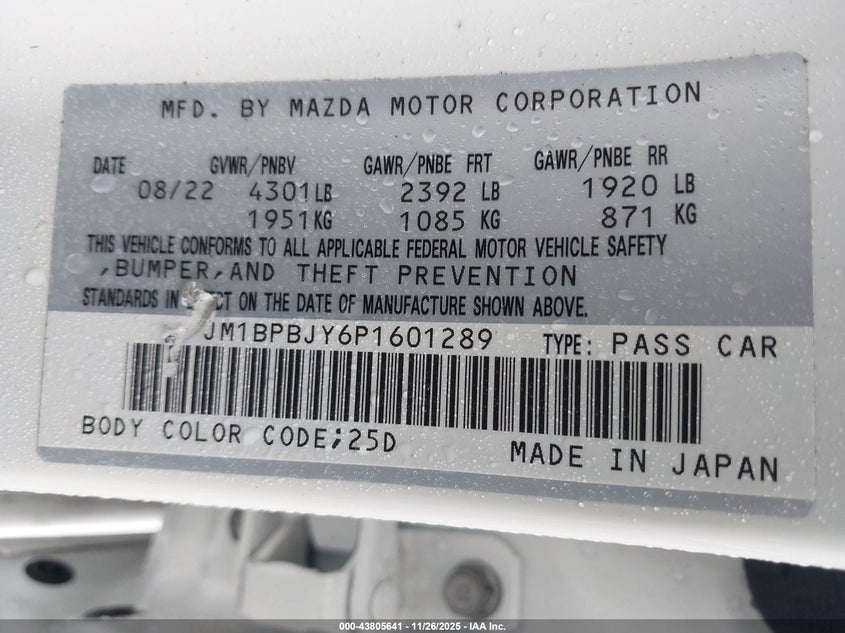 MFD. BY MAZDA MOTOR CORPORATION
DATE GVWR/PNBV GAWR/PNBE FRT GAWR/PNBE RR
08/22 4301LB 2392 LB 1920 LB
1951KG 1085 KG 871 KG
THIS VEHICLE CONFORMS TO ALL APPLICABLE FEDERAL MOTOR VEHICLE SAFETY
,BUMPER,AND THEFT PREVENTION
STANDARDS IN ON THE DATE OF MANUFACTURE SHOWN ABOVE.
JM1BPBJY6P1601289 TYPE: PASS CAR
BODY COLOR CODE;25D
MADE IN JAPAN
000-43805641 - 11/26/2025 - IAA Inc.